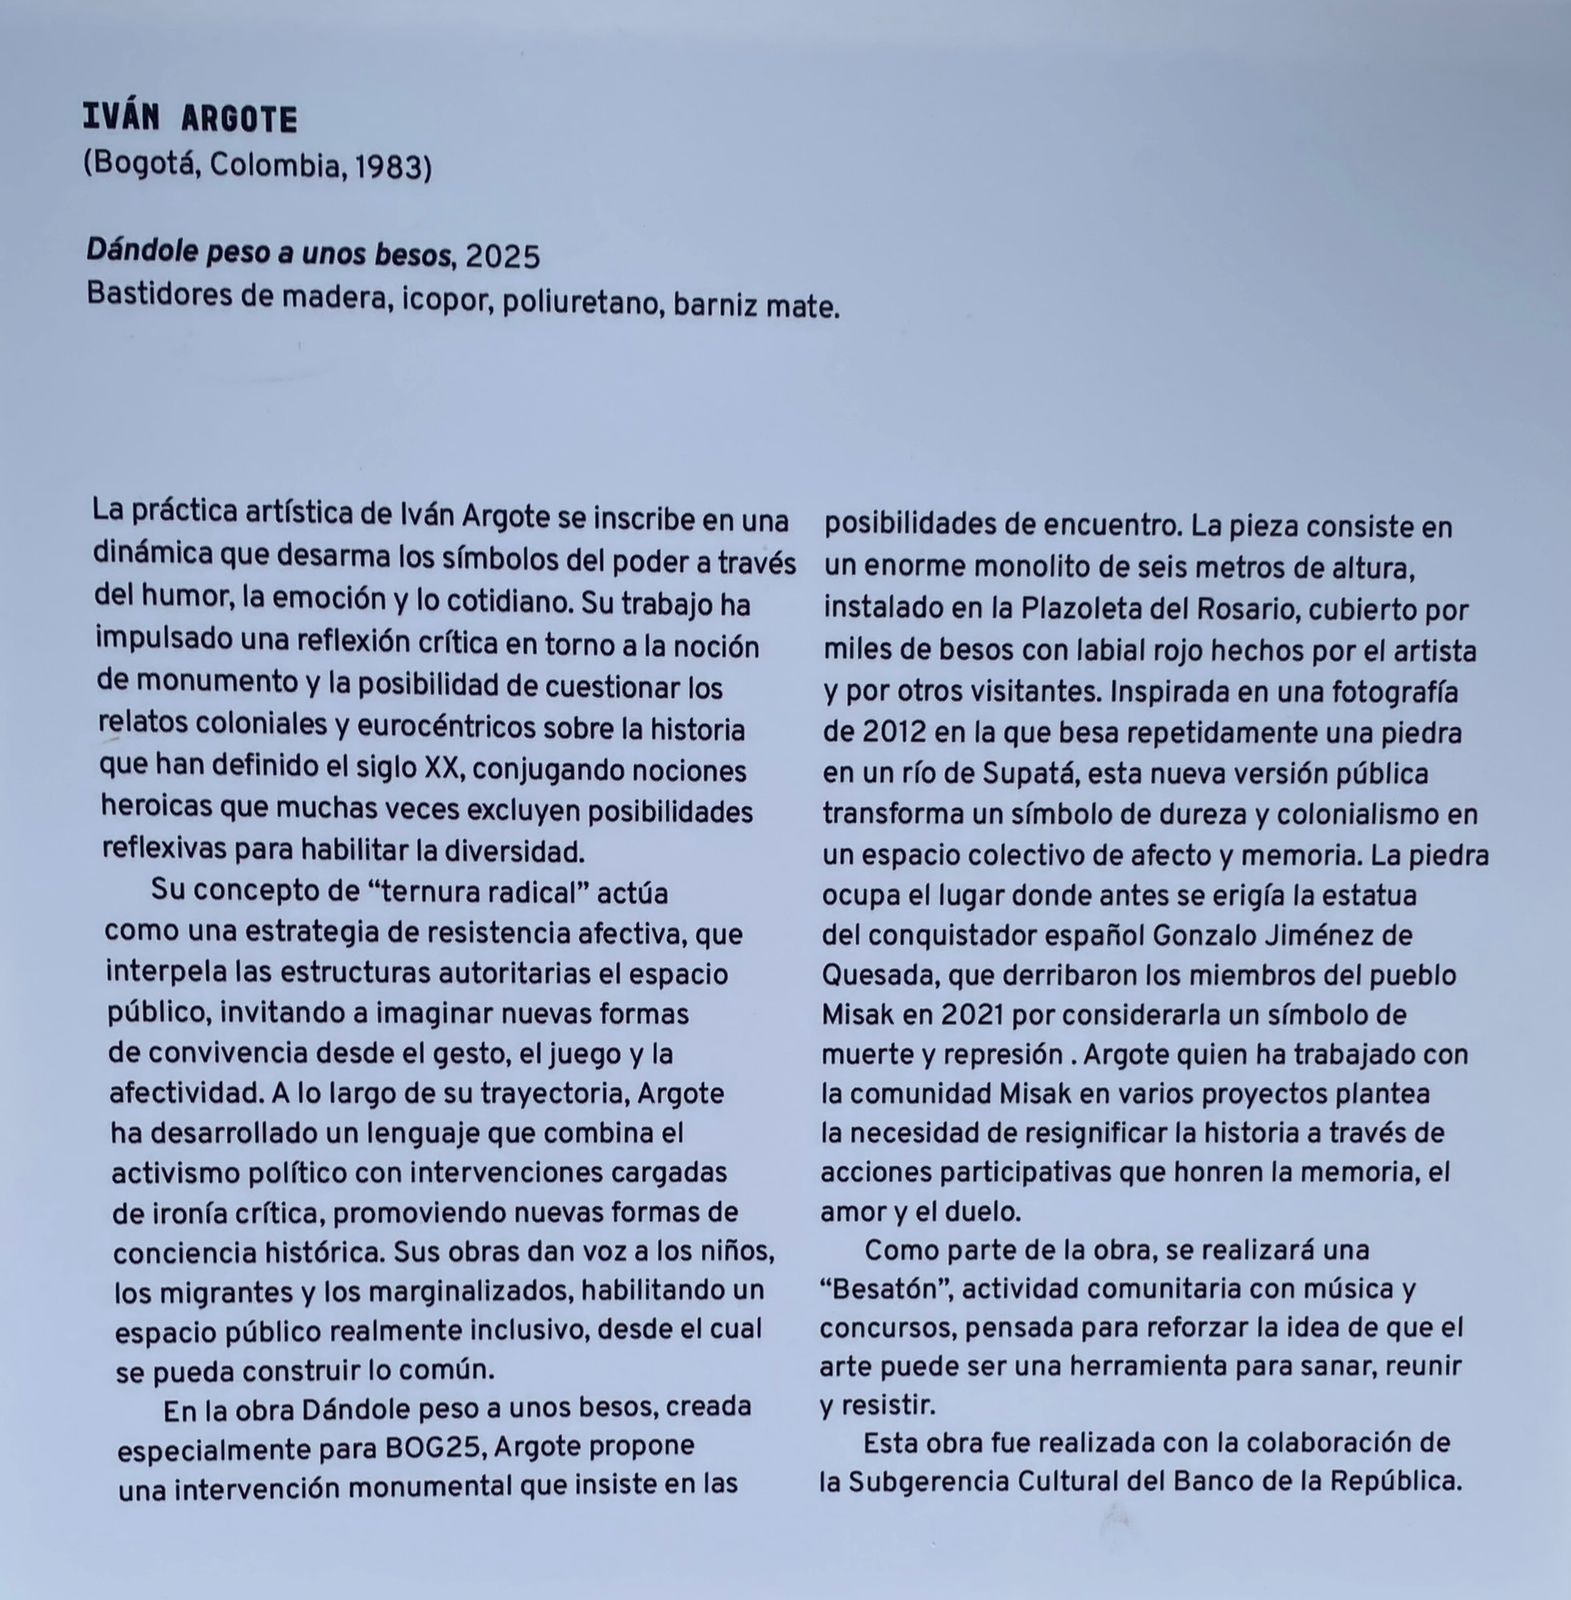 IVÁN ARGOTE
(Bogotá, Colombia, 1983)
Dándole peso a unos besos, 2025
Bastidores de madera, icopor, poliuretano, barniz mate.
La práctica artística de Iván Argote se inscribe en una
dinámica que desarma los símbolos del poder a través
del humor, la emoción y lo cotidiano. Su trabajo ha
impulsado una reflexión crítica en torno a la noción
de monumento y la posibilidad de cuestionar los
relatos coloniales y eurocéntricos sobre la historia
que han definido el siglo XX, conjugando nociones
heroicas que muchas veces excluyen posibilidades
reflexivas para habilitar la diversidad.
Su concepto de “ternura radical” actúa
como una estrategia de resistencia afectiva, que
interpela las estructuras autoritarias el espacio
público, invitando a imaginar nuevas formas
de convivencia desde el gesto, el juego y la
afectividad. A lo largo de su trayectoria, Argote
ha desarrollado un lenguaje que combina el
activismo político con intervenciones cargadas
de ironía crítica, promoviendo nuevas formas de
conciencia histórica. Sus obras dan voz a los niños,
los migrantes y los marginalizados, habilitando un
espacio público realmente inclusivo, desde el cual
se pueda construir lo común.
En la obra Dándole peso a unos besos, creada
especialmente para BOG25, Argote propone
una intervención monumental que insiste en las
posibilidades de encuentro. La pieza consiste en
un enorme monolito de seis metros de altura,
instalado en la Plazoleta del Rosario, cubierto por
miles de besos con labial rojo hechos por el artista
y por otros visitantes. Inspirada en una fotografía
de 2012 en la que besa repetidamente una piedra
en un río de Supatá, esta nueva versión pública
transforma un símbolo de dureza y colonialismo en
un espacio colectivo de afecto y memoria. La piedra
ocupa el lugar donde antes se erigía la estatua
del conquistador español Gonzalo Jiménez de
Quesada, que derribaron los miembros del pueblo
Misak en 2021 por considerarla un símbolo de
muerte y represión . Argote quien ha trabajado con
la comunidad Misak en varios proyectos plantea
la necesidad de resignificar la historia a través de
acciones participativas que honren la memoria, el
amor y el duelo.
Como parte de la obra, se realizará una
“Besatón”, actividad comunitaria con música y
concursos, pensada para reforzar la idea de que el
arte puede ser una herramienta para sanar, reunir
y resistir.
Esta obra fue realizada con la colaboración de
la Subgerencia Cultural del Banco de la República.